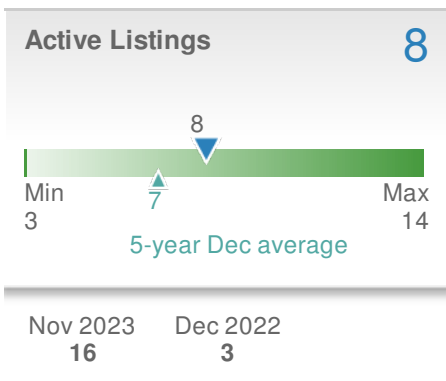 Active Listings 8
8
Min Max
7
3 14
5-year Dec average
Nov 2023 Dec 2022
16 3